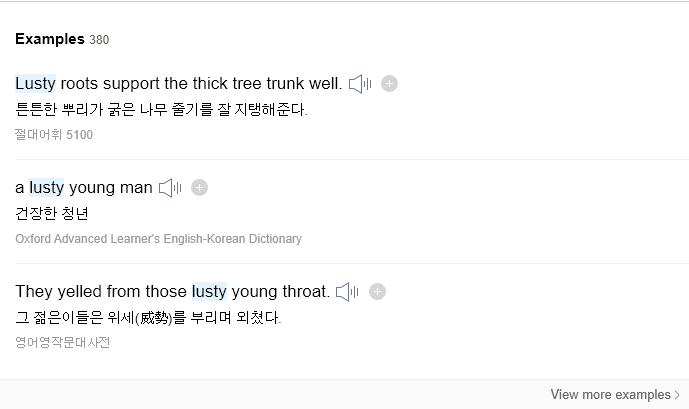 Examples 380
Lusty roots support the thick tree trunk well.
튼튼한 뿌리가 굵은 나무 줄기를 잘 지탱해준다.
절대어휘 5100
a lusty young man
건장한 청년
Oxford Advanced Learner's English-Korean Dictionary
They yelled from those lusty young throat.
그 젊은이들은 위세(威勢)를 부리며 외쳤다.
영어영작문대사전
View more examples